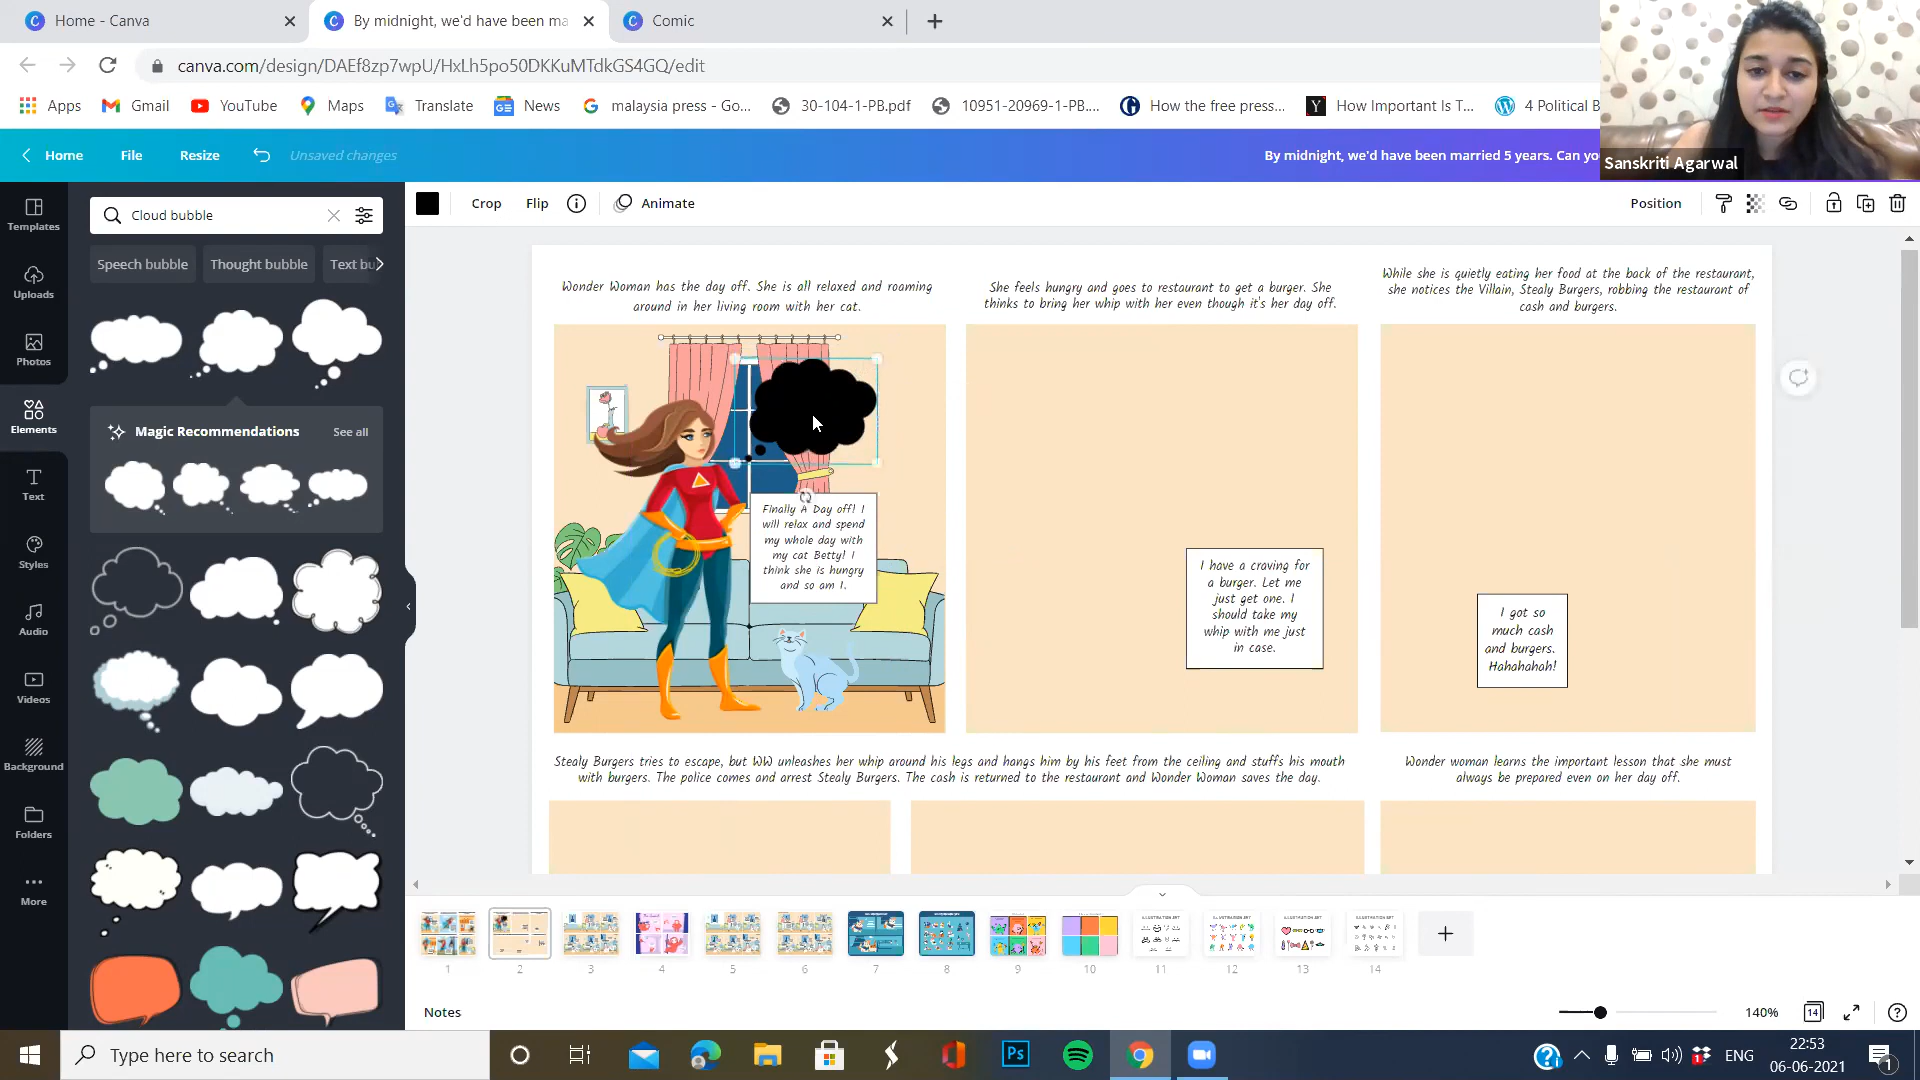 Home - Canva
By midnight, we'd have been ma
Comic
canva.com/design/DAEf8zp7wpU/HxLh5po50DKKuMTdkGS4GQ/edit
Apps
Gmail
YouTube
Maps
Translate
News
malaysia press - Go...
30-104-1-PB.pdf
10951-20969-1-PB....
How the free press...
How Important Is T...
4 Political B
Home
File
Resize
Unsaved changes
By midnight, we'd have been married 5 years. Can yo
Sanskriti Agarwal
Templates
Uploads
Photos
Elements
Text
Styles
Audio
Videos
Background
Folders
More
Cloud bubble
Speech bubble
Thought bubble
Text bu
Magic Recommendations
See all
Crop
Flip
Animate
Position
Wonder Woman has the day off. She is all relaxed and roaming
around in her living room with her cat.
She feels hungry and goes to restaurant to get a burger. She
thinks to bring her whip with her even though it's her day off.
While she is quietly eating her food at the back of the restaurant,
she notices the Villain, Stealy Burgers, robbing the restaurant of
cash and burgers.
Finally A Day off! I
will relax and spend
my whole day with
my cat Betty! I
think she is hungry
and so am I.
I have a craving for
a burger. Let me
just get one. I
should take my
whip with me just
in case.
I got so
much cash
and burgers.
Hahahahah!
Stealy Burgers tries to escape, but WW unleashes her whip around his legs and hangs him by his feet from the ceiling and stuffs his mouth
with burgers. The police comes and arrest Stealy Burgers. The cash is returned to the restaurant and Wonder Woman saves the day.
Wonder woman learns the important lesson that she must
always be prepared even on her day off.
1
2
3
4
5
6
7
8
9
10
11
12
13
14
ILLUSTRATION SET
ILLUSTRATION SET
ILLUSTRATION SET
ILLUSTRATION SET
Notes
140%
14
Type here to search
Ps
ENG
22:53
06-06-2021
1